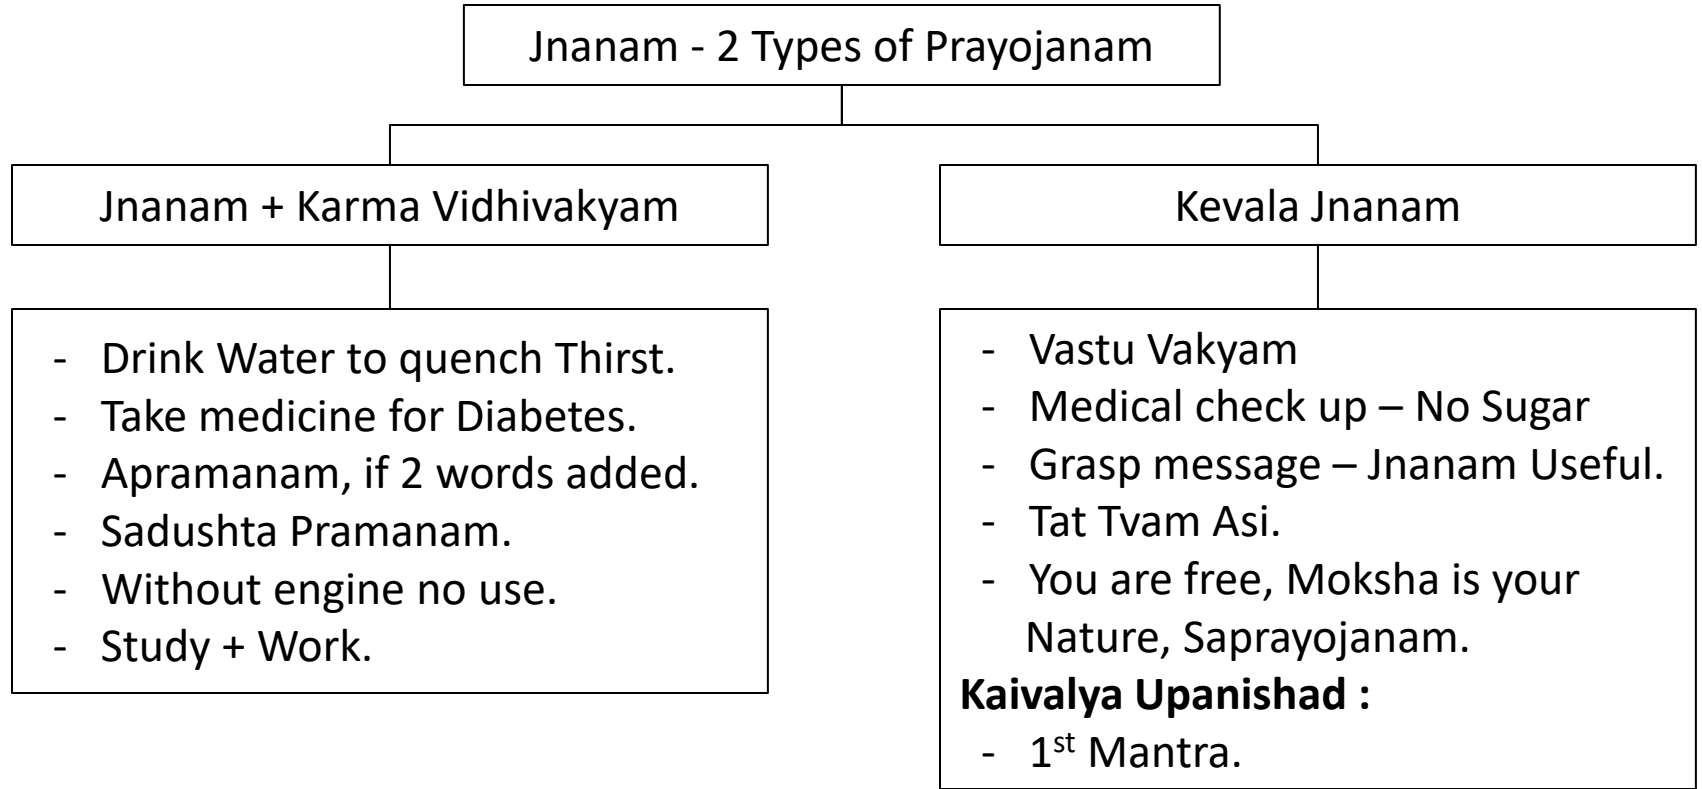 Jnanam - 2 Types of Prayojanam
Jnanam + Karma Vidhivakyam
- Drink Water to quench Thirst.
- Take medicine for Diabetes.
- Apramanam, if 2 words added.
- Sadushta Pramanam.
- Without engine no use.
- Study + Work.
Kevala Jnanam
- Vastu Vakyam
- Medical check up – No Sugar
- Grasp message – Jnanam Useful.
- Tat Tvam Asi.
- You are free, Moksha is your
Nature, Saprayojanam.
Kaivalya Upanishad :
- 1st Mantra.